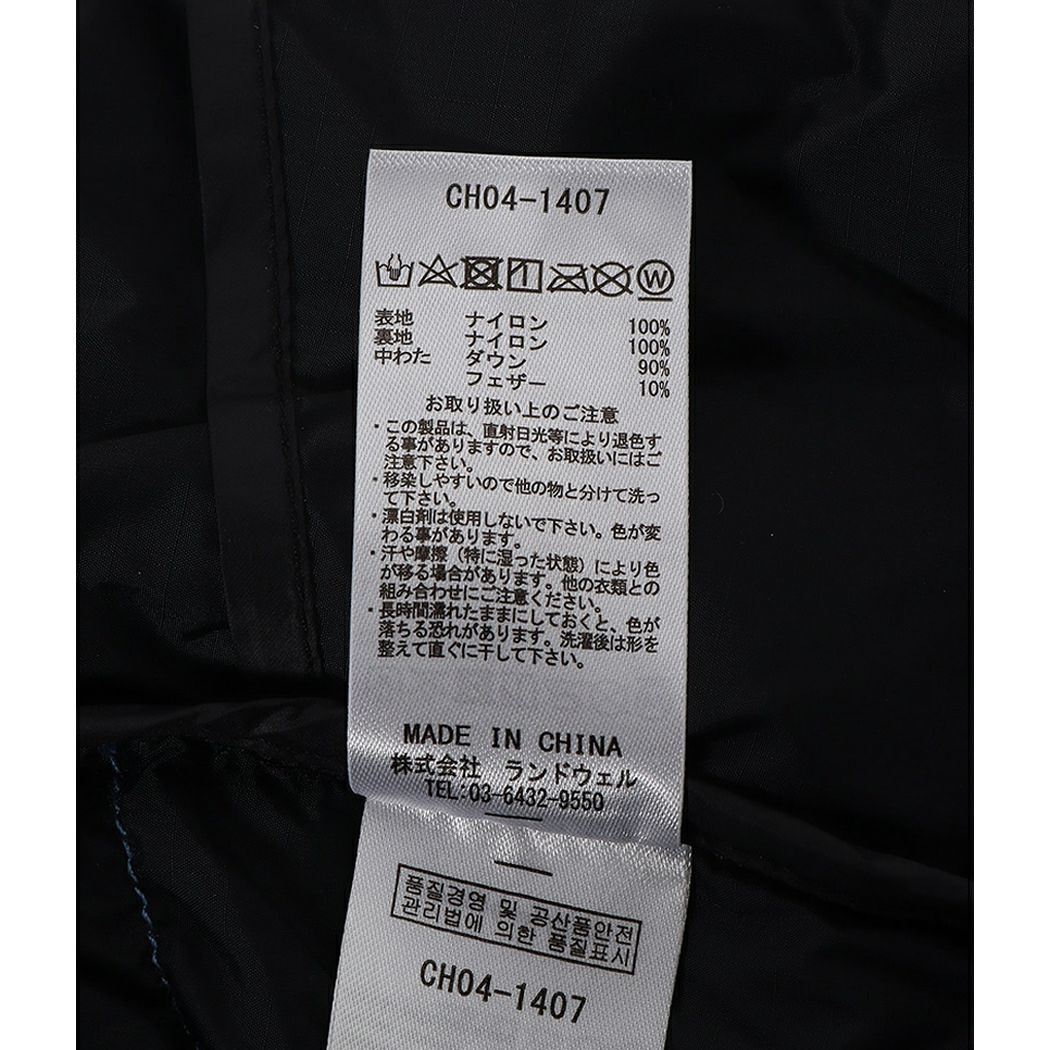 CH04-1407
W
表地 ナイロン 100%
裏地 ナイロン 100%
中わた ダウン 90%
フェザー 10%
お取り扱い上のご注意
・この製品は、直射日光等により退色す
る事がありますので、お取扱いにはご
注意下さい。
・移染しやすいので他の物と分けて洗っ
て下さい。
・漂白剤は使用しないで下さい。色が変
わる事があります。
・汗や摩擦（特に湿った状態）により色
が移る場合があります。他の衣類との
組み合わせにご注意ください。
・長時間濡れたままにしておくと、色が
落ちる恐れがあります。洗濯後は形を
整えて直ぐに干して下さい。
MADE IN CHINA
株式会社 ランドウェル
TEL:03-6432-9550
품질경영 및 공산품안전
관리법에 의한 품질표시
CH04-1407